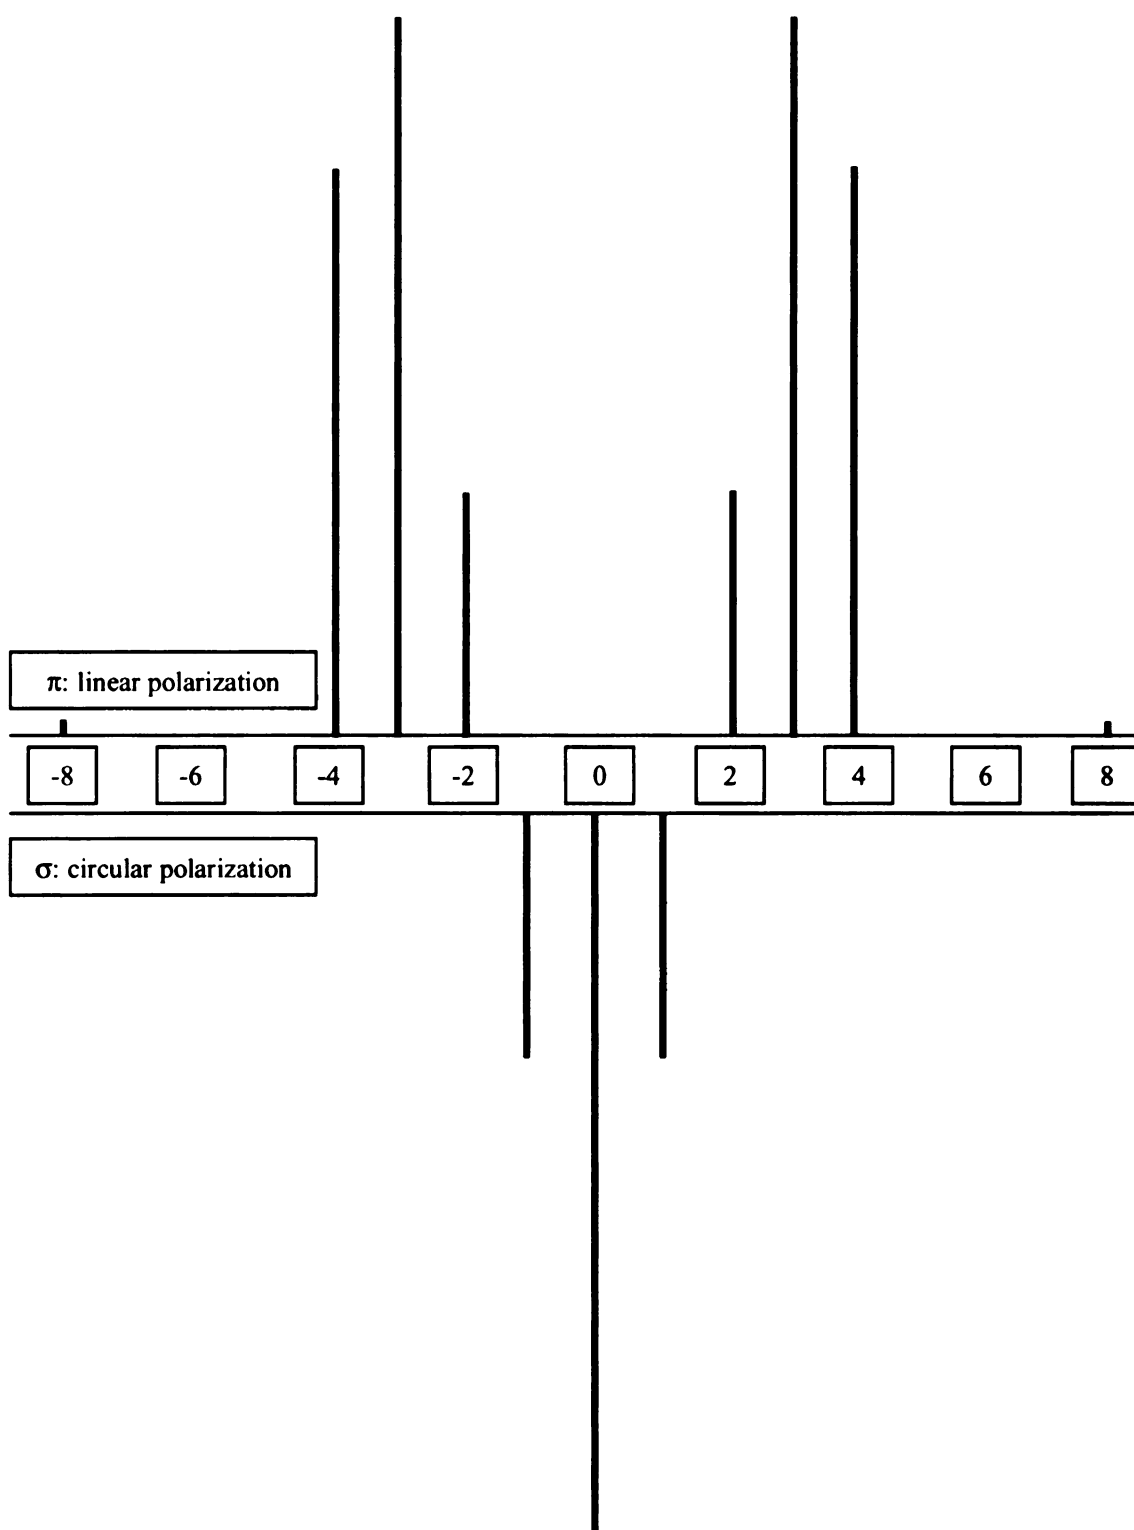 π: linear polarization
-8 -6 -4 -2 0 2 4 6 8
σ: circular polarization